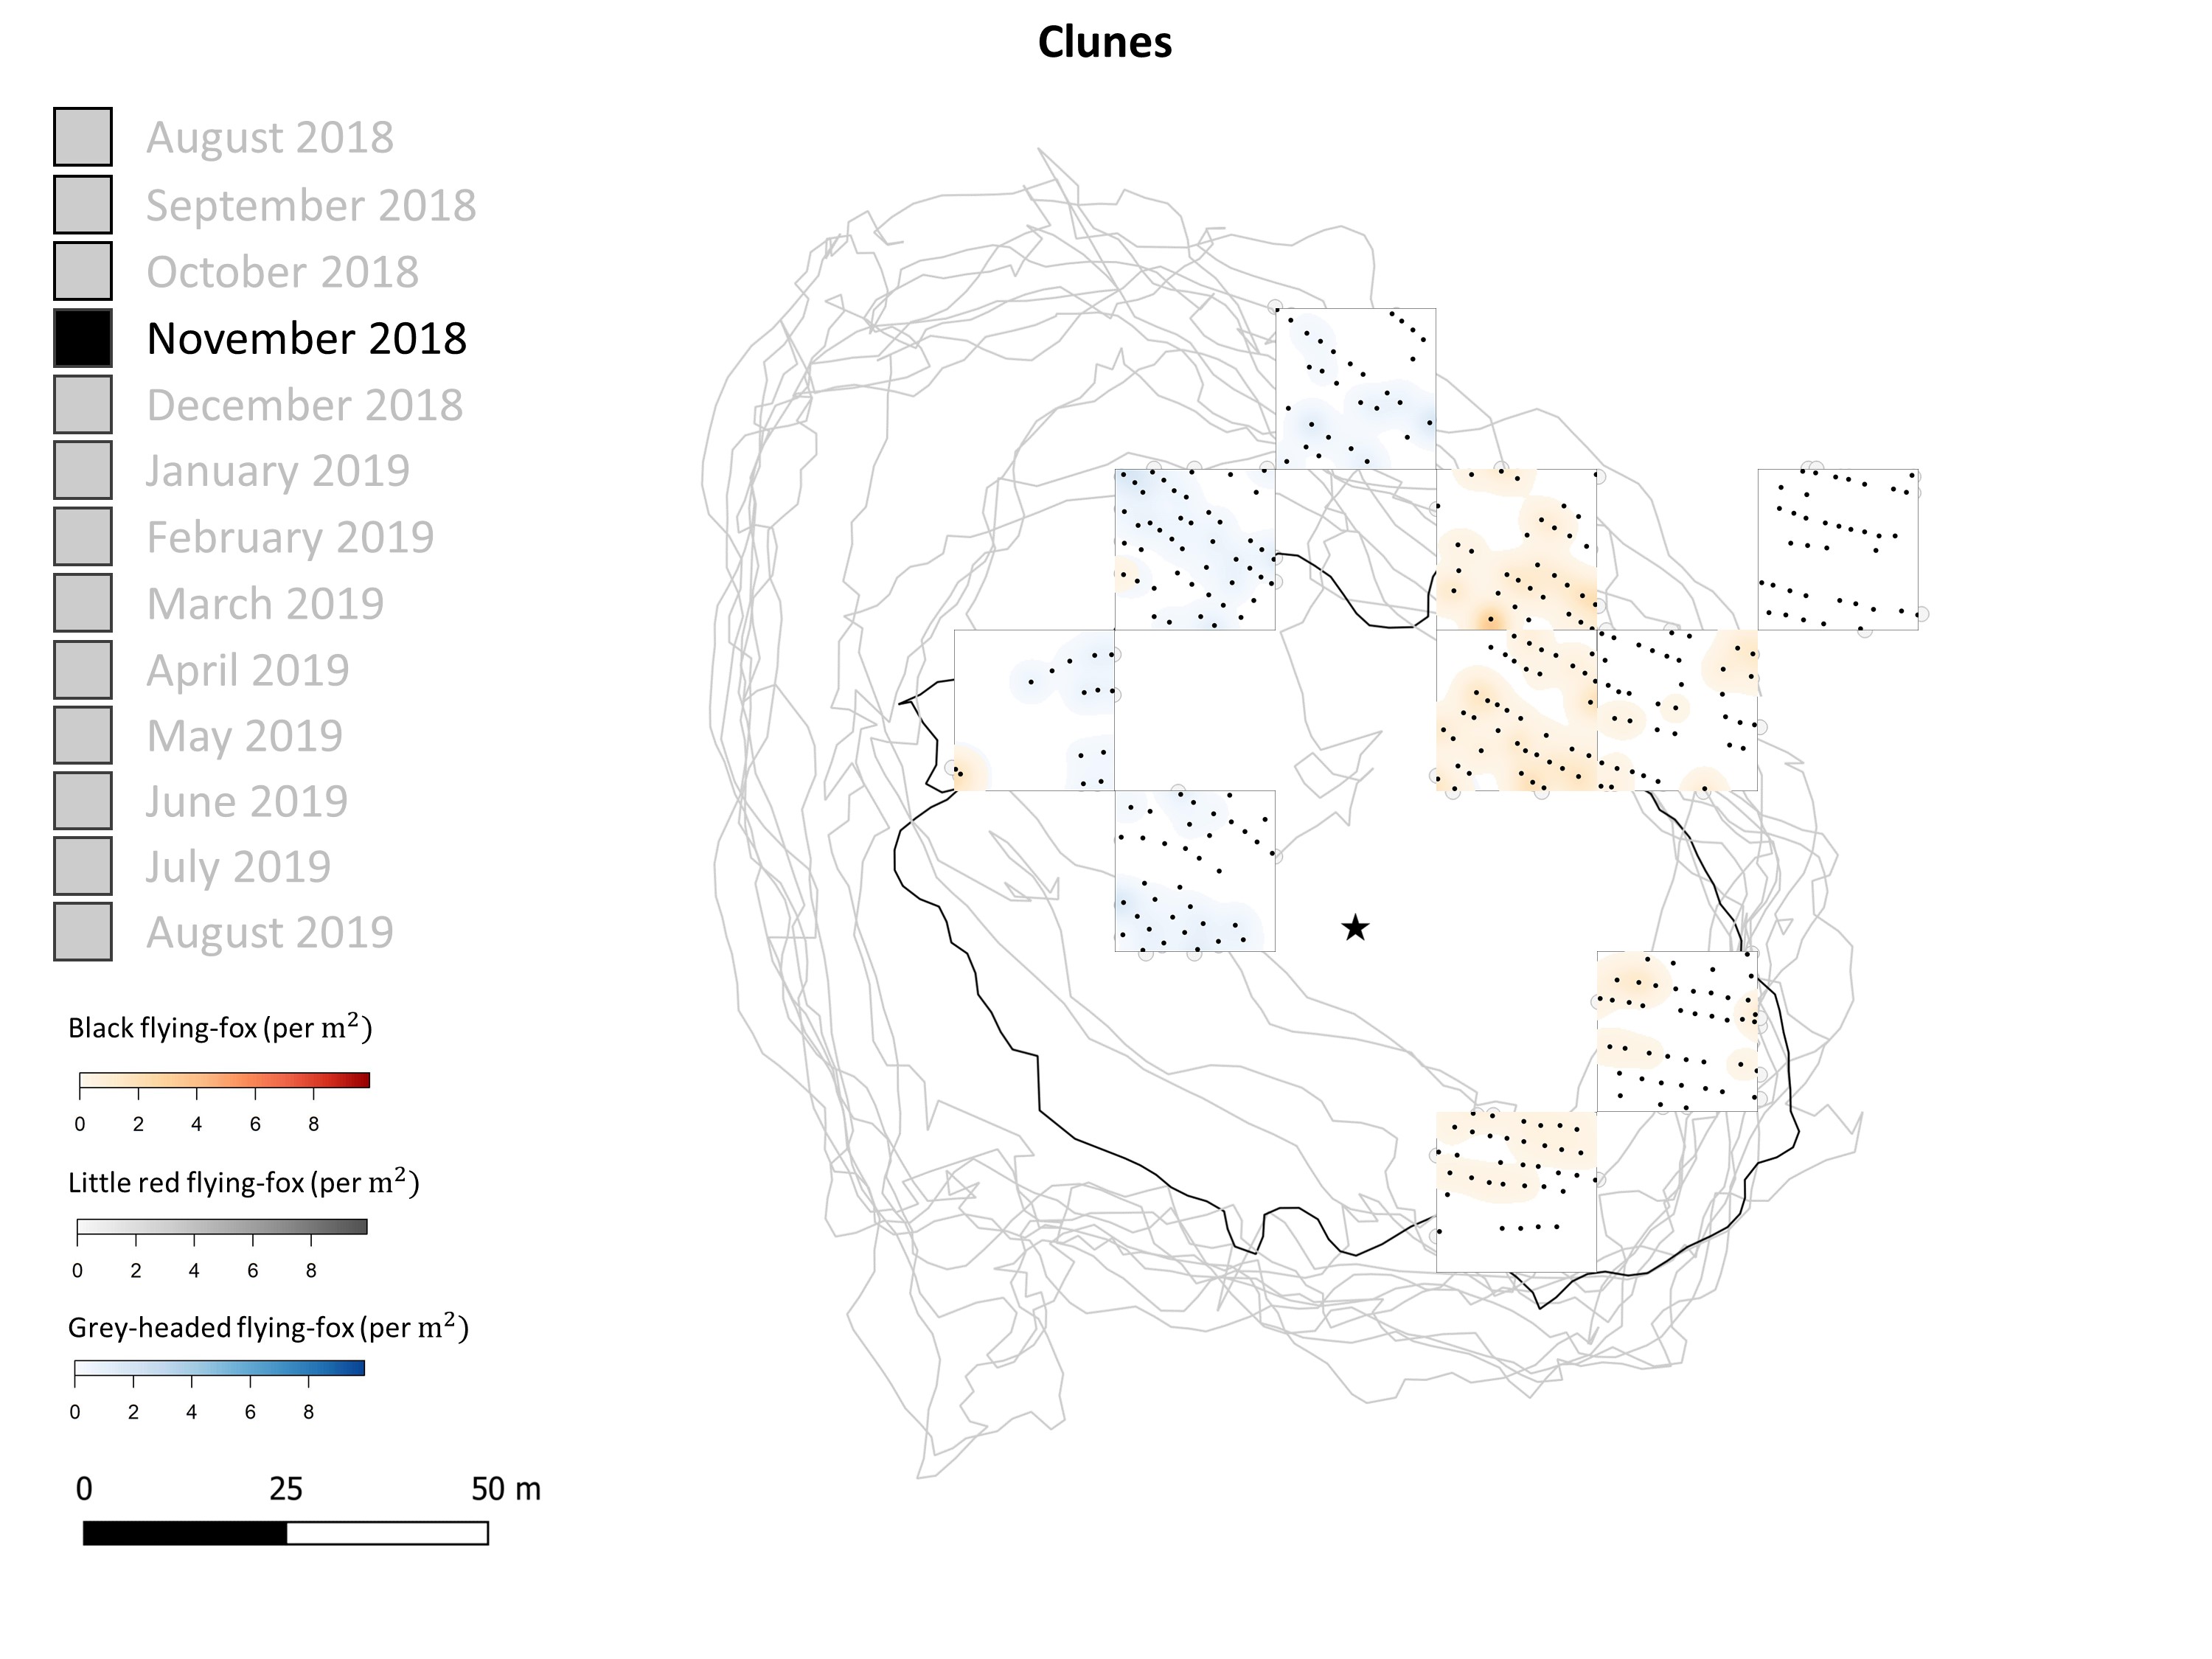 Clunes
August 2018
September 2018
October 2018
November 2018
December 2018
January 2019
February 2019
March 2019
April 2019
May 2019
June 2019
July 2019
August 2019
Black flying-fox (per m²)
0 2 4 6 8
Little red flying-fox (per m²)
0 2 4 6 8
Grey-headed flying-fox (per m²)
0 2 4 6 8
0 25 50 m